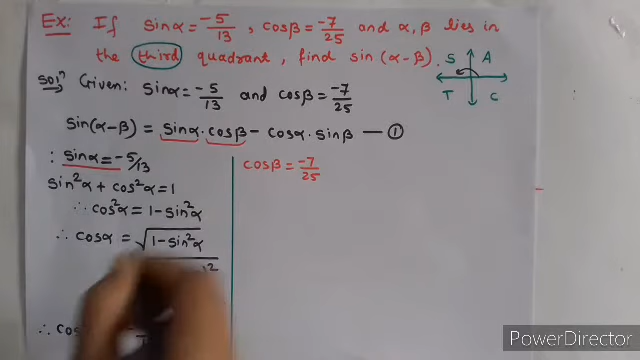 Ex: If sinα = -5/13, cosβ = -7/25 and α, β lies in
the third quadrant, find sin(α-β).
S A
T C
Solⁿ Given: sinα = -5/13 and cosβ = -7/25
sin(α-β) = sinα·cosβ - cosα·sinβ — ①
: sinα = -5/13
sin²α + cos²α = 1
∴ cos²α = 1 - sin²α
∴ cosα = √1-sin²α
∴ cos
cosβ = -7/25
PowerDirector